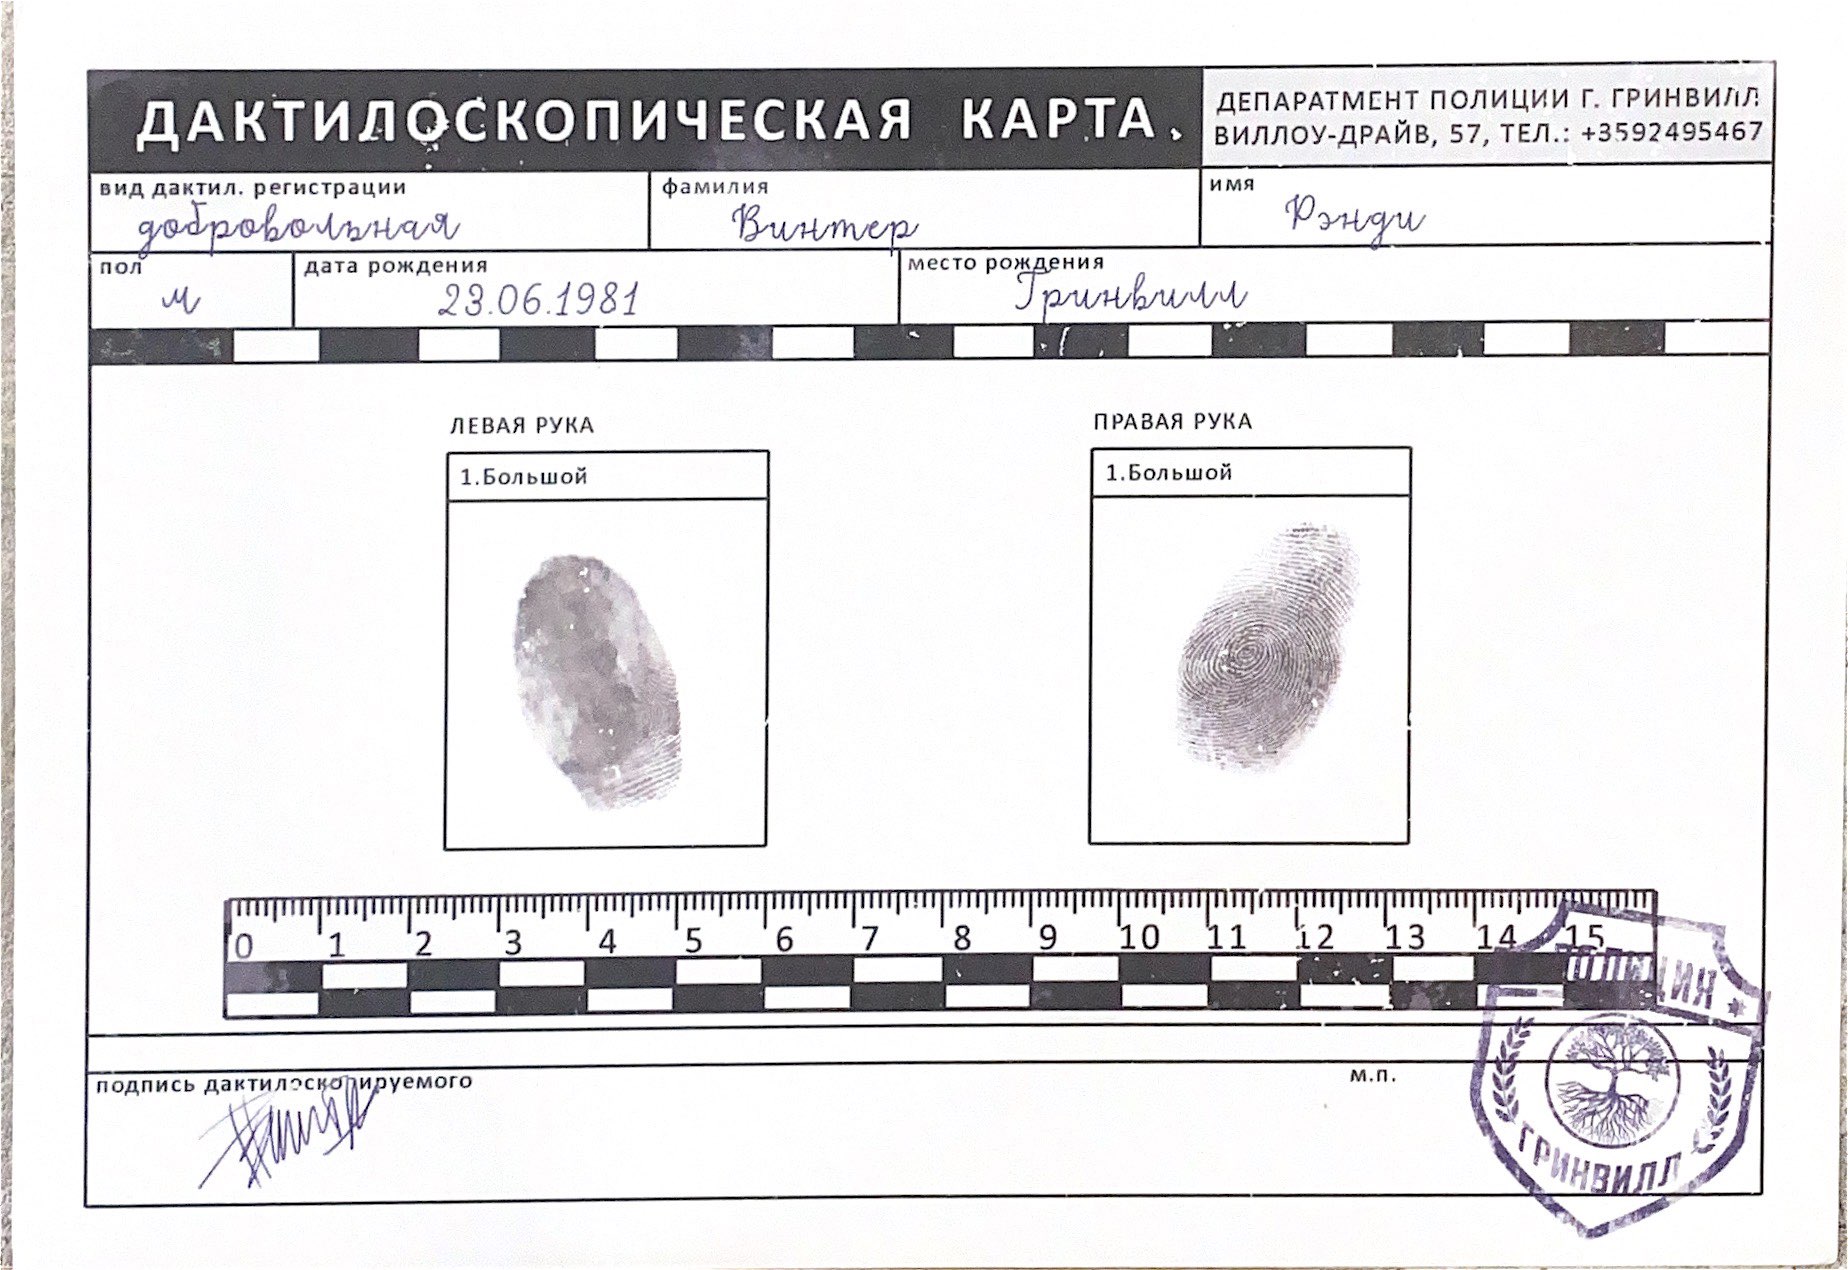 ДАКТИЛОСКОПИЧЕСКАЯ КАРТА.
ДЕПАРАТМЕНТ ПОЛИЦИИ Г. ГРИНВИЛЛ
ВИЛЛОУ-ДРАЙВ, 57, ТЕЛ.: +3592495467
вид дактил. регистрации
добровольная
фамилия
Винтер
имя
Рэнди
пол
м
дата рождения
23.06.1981
место рождения
Гринвилл
ЛЕВАЯ РУКА
1.Большой
ПРАВАЯ РУКА
1.Большой
0 1 2 3 4 5 6 7 8 9 10 11 12 13 14 15
подпись дактилоскопируемого
м.п.
ПОЛИЦИЯ
ГРИНВИЛЛ